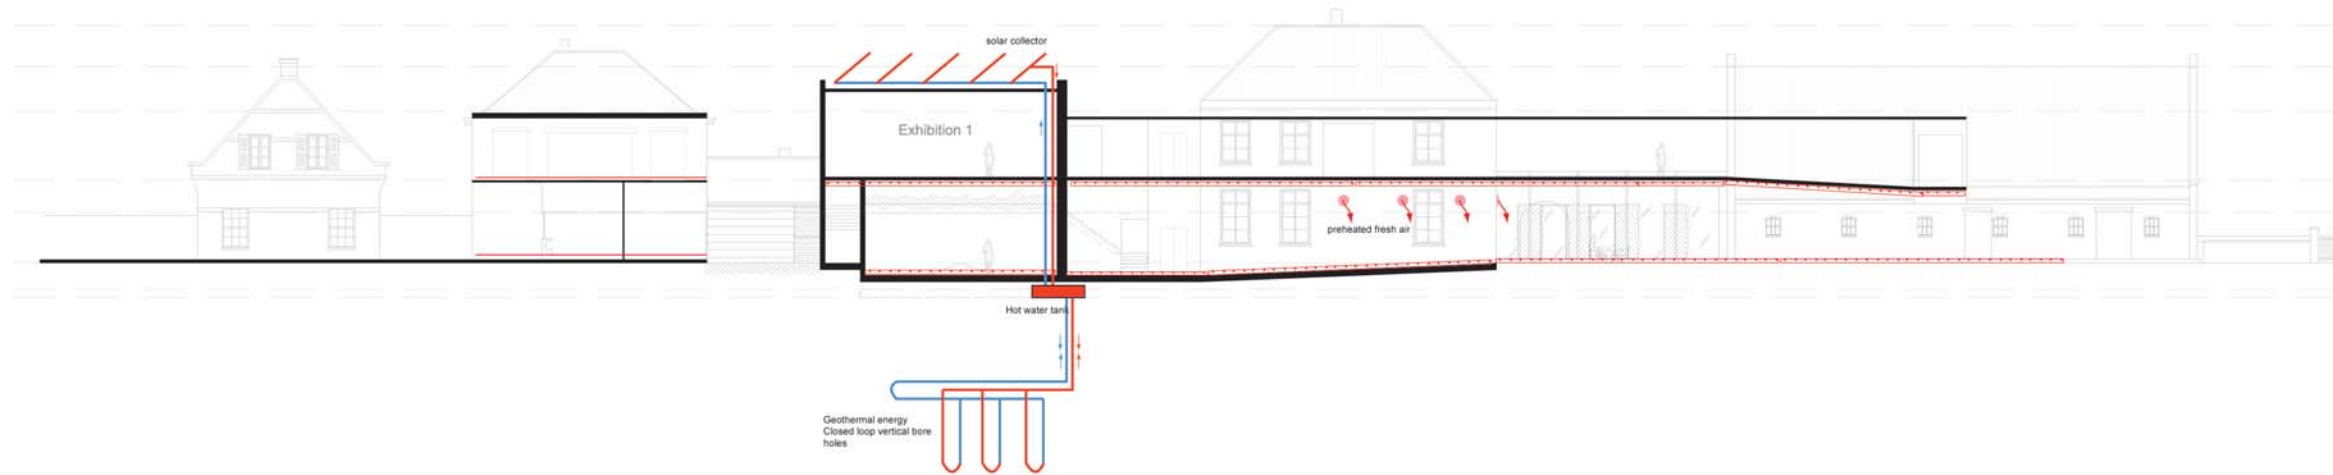 solar collector
Exhibition 1
preheated fresh air
Hot water tank
Geothermal energy
Closed loop vertical bore
holes